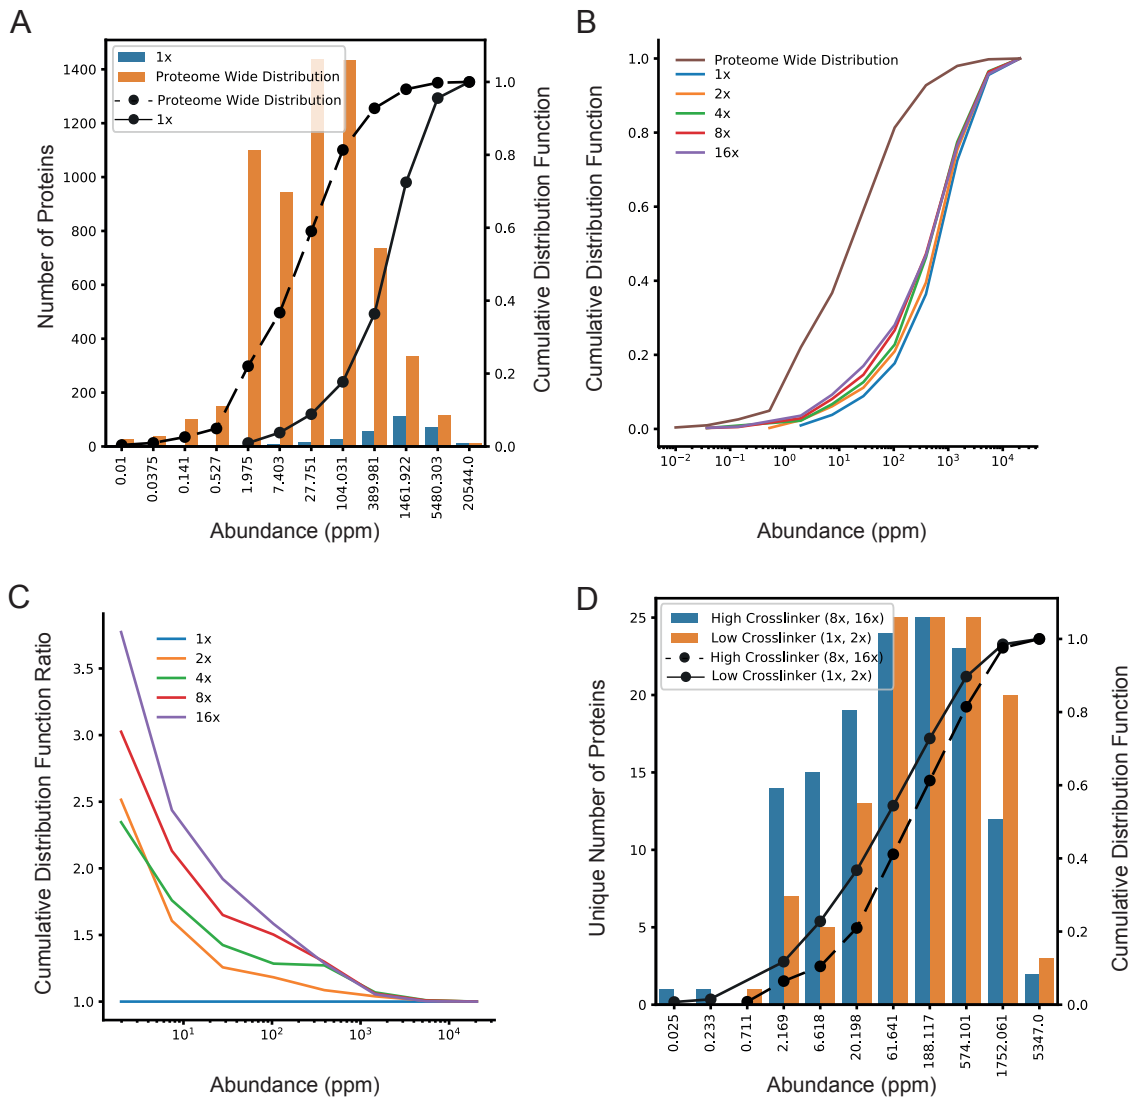 A
1x
Proteome Wide Distribution
Proteome Wide Distribution
1x
Number of Proteins
0
200
400
600
800
1000
1200
1400
0.0
0.2
0.4
0.6
0.8
1.0
Cumulative Distribution Function
0.01
0.0375
0.141
0.527
1.975
7.403
27.751
104.031
389.981
1461.922
5480.303
20544.0
Abundance (ppm)
B
Proteome Wide Distribution
1x
2x
4x
8x
16x
Cumulative Distribution Function
0.0
0.2
0.4
0.6
0.8
1.0
10⁻² 10⁻¹ 10⁰ 10¹ 10² 10³ 10⁴
Abundance (ppm)
C
1x
2x
4x
8x
16x
Cumulative Distribution Function Ratio
1.0
1.5
2.0
2.5
3.0
3.5
10¹ 10² 10³ 10⁴
Abundance (ppm)
D
High Crosslinker (8x, 16x)
Low Crosslinker (1x, 2x)
High Crosslinker (8x, 16x)
Low Crosslinker (1x, 2x)
Unique Number of Proteins
0
5
10
15
20
25
0.0
0.2
0.4
0.6
0.8
1.0
Cumulative Distribution Function
0.025
0.233
0.711
2.169
6.618
20.198
61.641
188.117
574.101
1752.061
5347.0
Abundance (ppm)